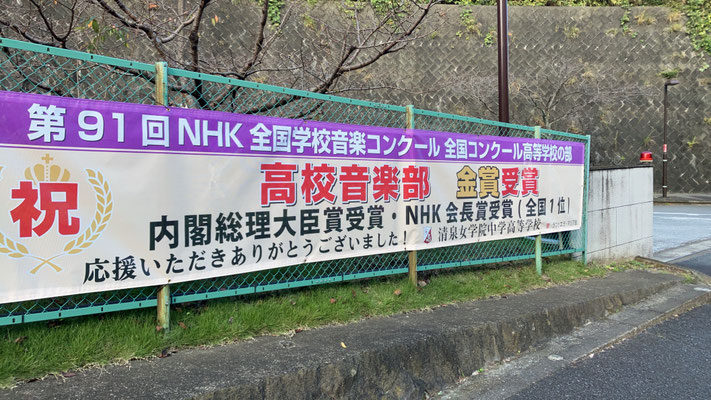 第91回NHK 全国学校音楽コンクール 全国コンクール高等学校の部
祝
高校音楽部 金賞受賞
内閣総理大臣賞受賞・NHK会長賞受賞(全国1位)
応援いただきありがとうございました!
清泉女学院中学高等学校